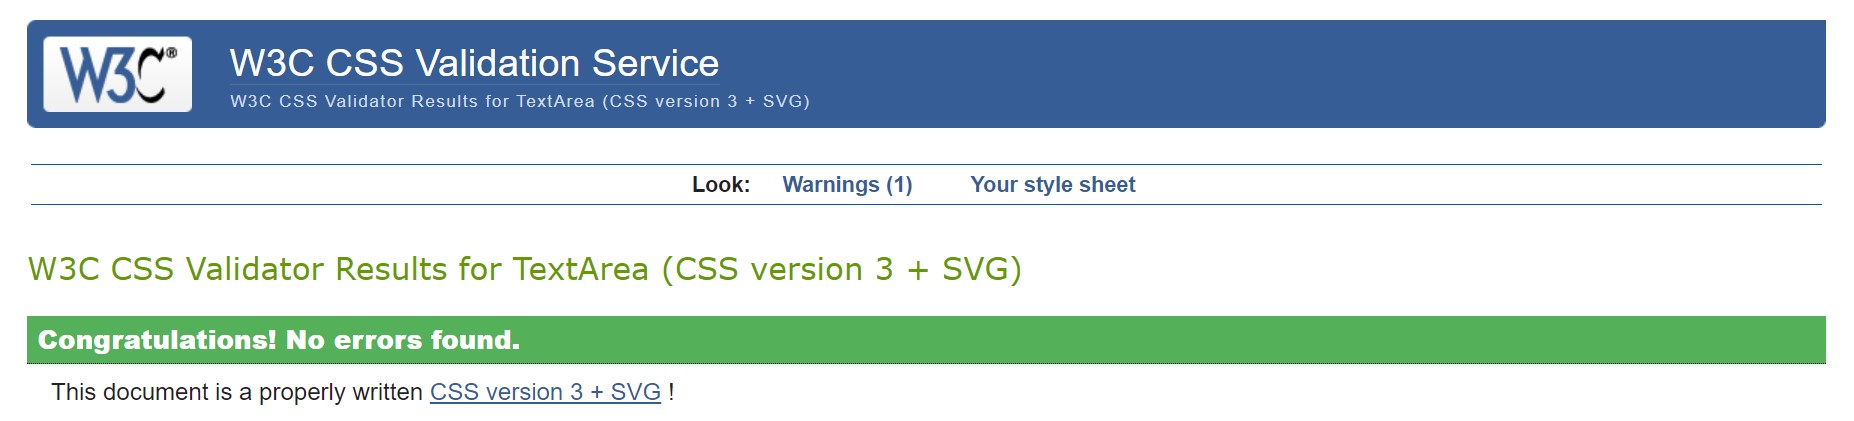 W3C®
W3C CSS Validation Service
W3C CSS Validator Results for TextArea (CSS version 3 + SVG)
Look: Warnings (1) Your style sheet
W3C CSS Validator Results for TextArea (CSS version 3 + SVG)
Congratulations! No errors found.
This document is a properly written CSS version 3 + SVG !